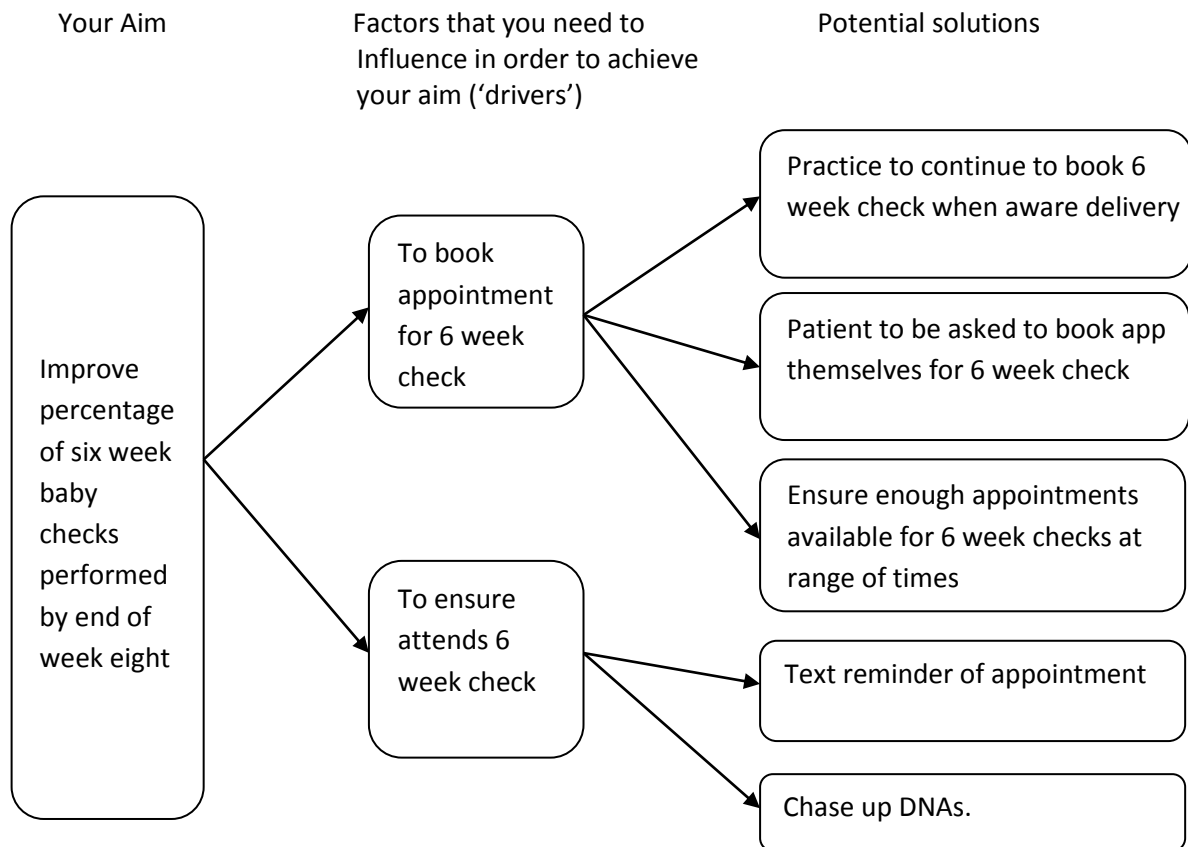 Your Aim
Factors that you need to
Influence in order to achieve
your aim (‘drivers’)
Potential solutions
Improve
percentage
of six week
baby
checks
performed
by end of
week eight
To book
appointment
for 6 week
check
To ensure
attends 6
week check
Practice to continue to book 6
week check when aware delivery
Patient to be asked to book app
themselves for 6 week check
Ensure enough appointments
available for 6 week checks at
range of times
Text reminder of appointment
Chase up DNAs.